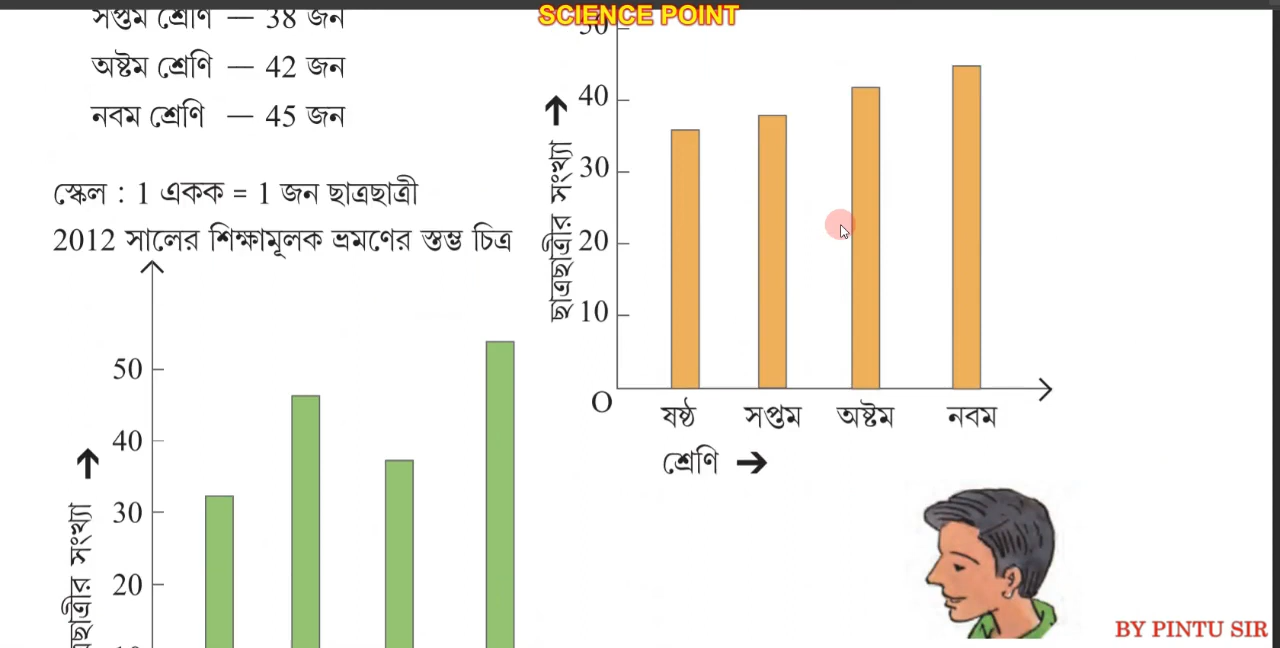 SCIENCE POINT
সপ্তম শ্রেণি — 38 জন
অষ্টম শ্রেণি — 42 জন
নবম শ্রেণি — 45 জন
স্কেল : 1 একক = 1 জন ছাত্রছাত্রী
2012 সালের শিক্ষামূলক ভ্রমণের স্তম্ভ চিত্র
50
40
30
20
ছাত্রছাত্রীর সংখ্যা
50
40
30
20
10
O
ছাত্রছাত্রীর সংখ্যা
ষষ্ঠ সপ্তম অষ্টম নবম
শ্রেণি
BY PINTU SIR